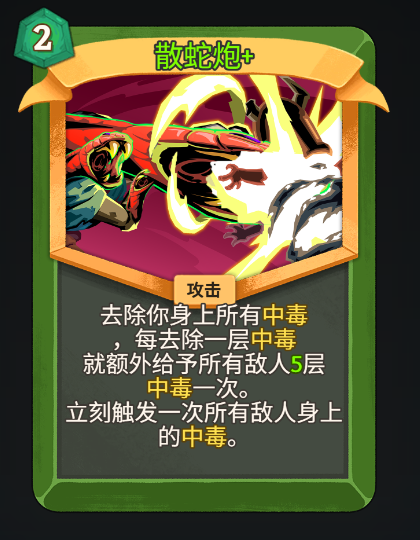 2
散蛇炮+
攻击
去除你身上所有中毒
，每去除一层中毒
就额外给予所有敌人5层
中毒一次。
立刻触发一次所有敌人身上
的中毒。